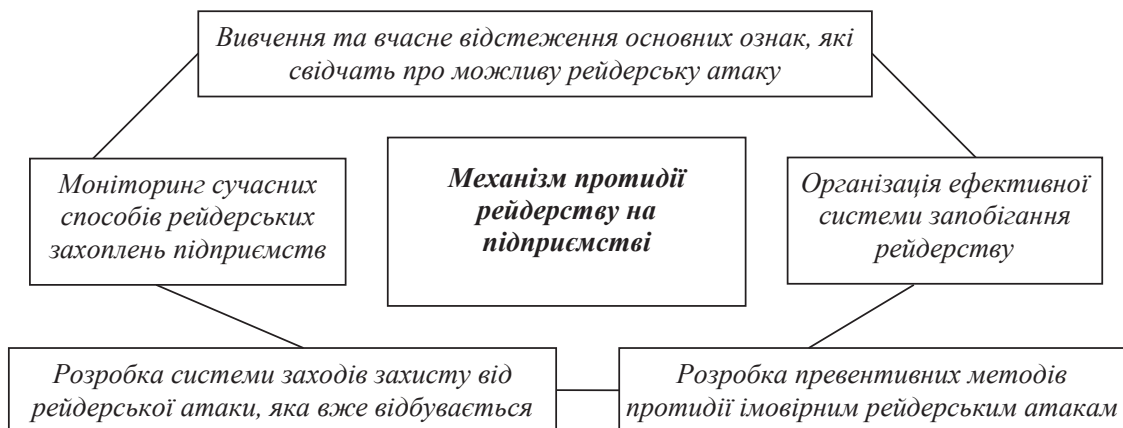 Вивчення та вчасне відстеження основних ознак, які
свідчать про можливу рейдерську атаку
Моніторинг сучасних
способів рейдерських
захоплень підприємств
Механізм протидії
рейдерству на
підприємстві
Організація ефективної
системи запобігання
рейдерству
Розробка системи заходів захисту від
рейдерської атаки, яка вже відбувається
Розробка превентивних методів
протидії імовірним рейдерським атакам